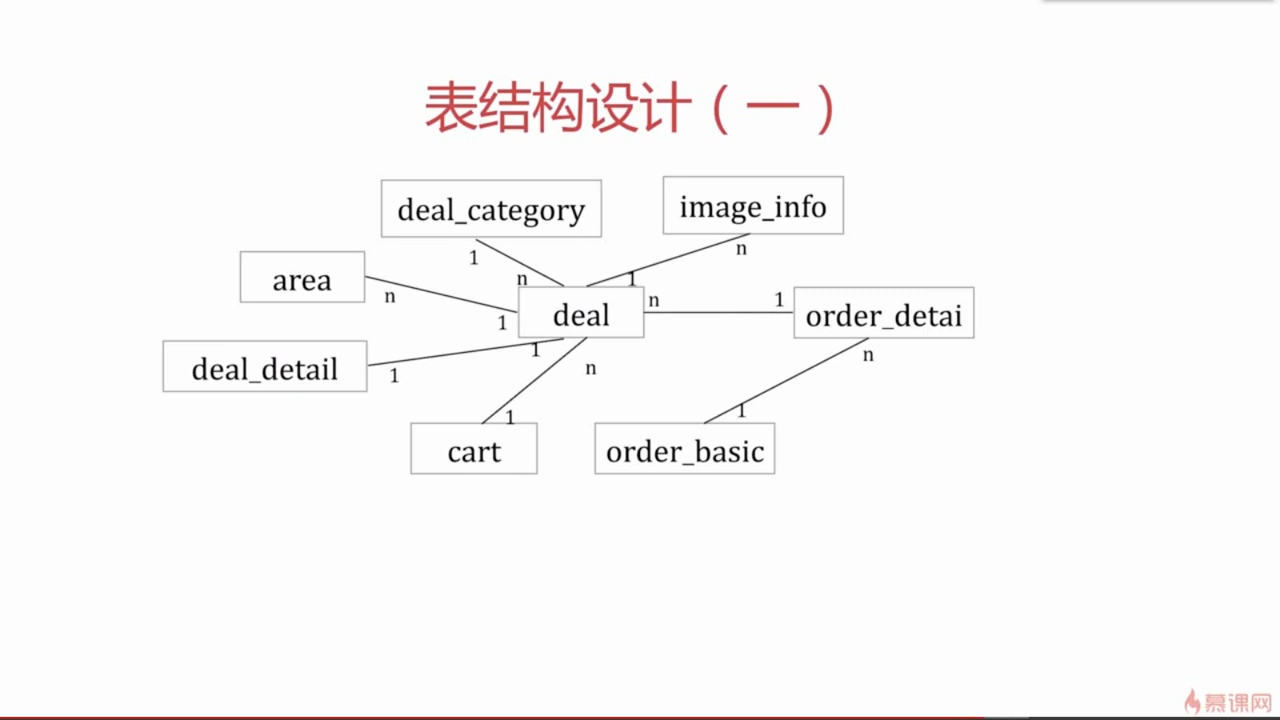 表结构设计（一）
deal_category
image_info
1
n
n
1
area
n
1
deal
n
1
order_detai
deal_detail
1
1
n
n
1
1
cart
order_basic
慕课网